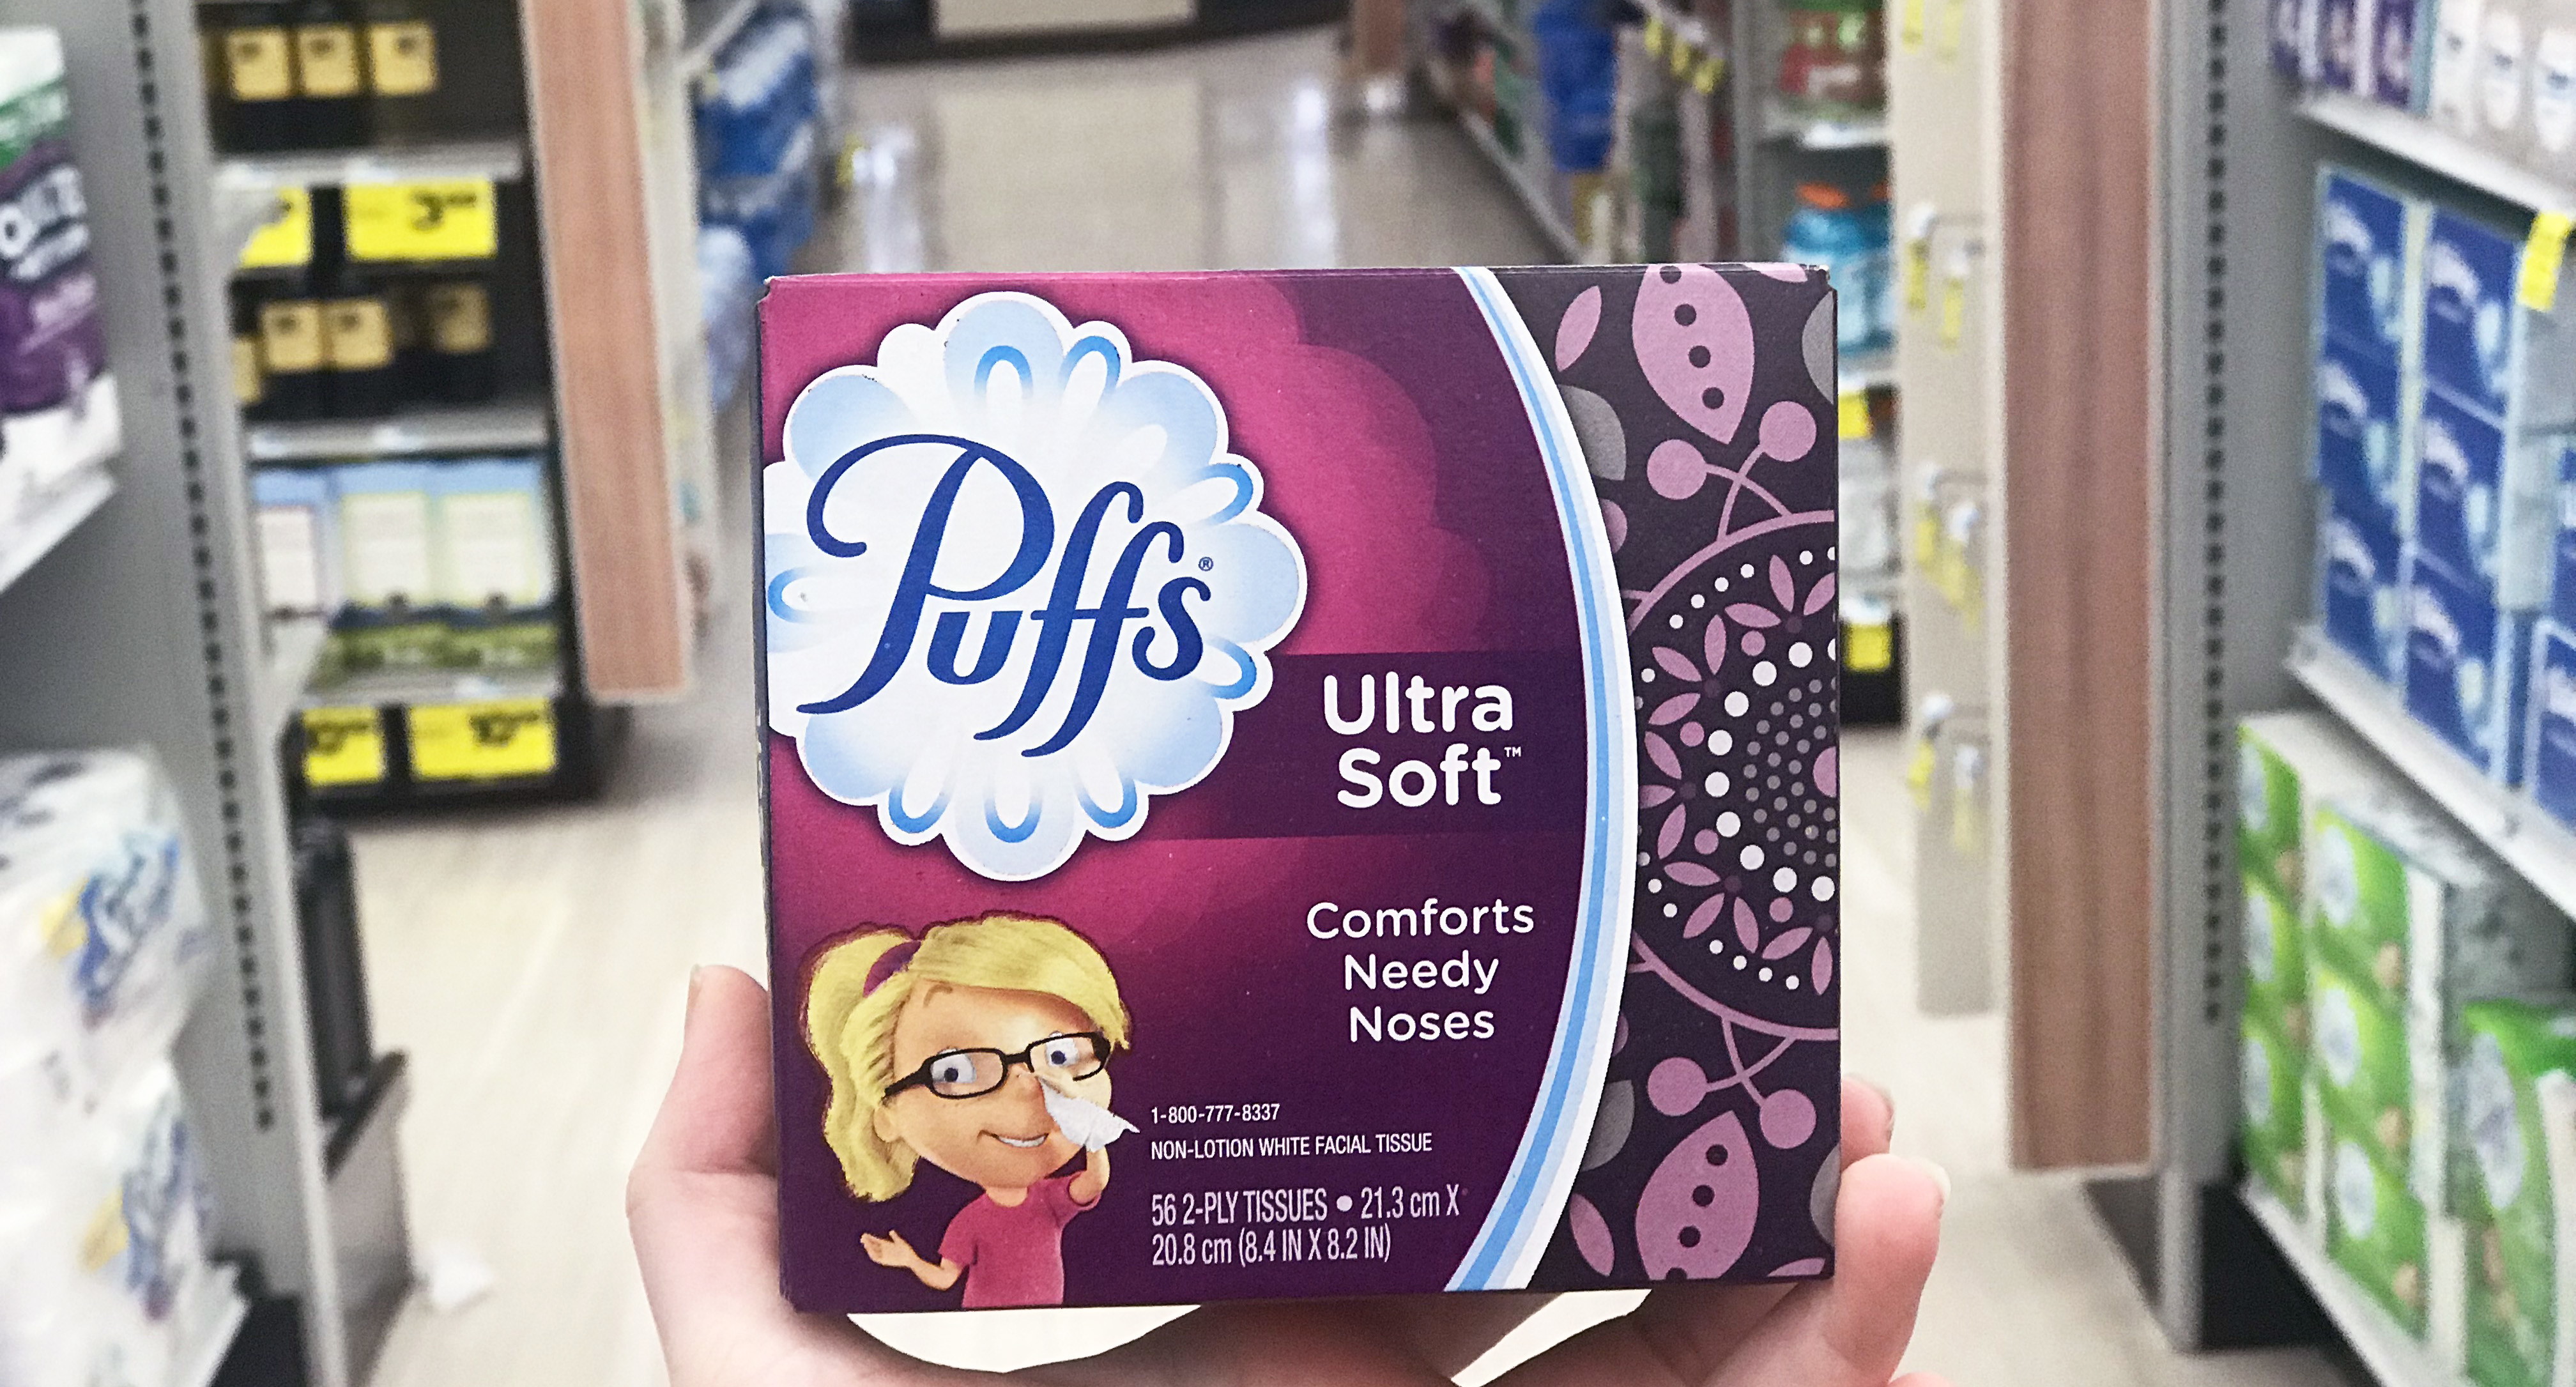 Puffs®
Ultra
Soft™
Comforts
Needy
Noses
1-800-777-8337
NON-LOTION WHITE FACIAL TISSUE
56 2-PLY TISSUES • 21.3 cm X
20.8 cm (8.4 IN X 8.2 IN)